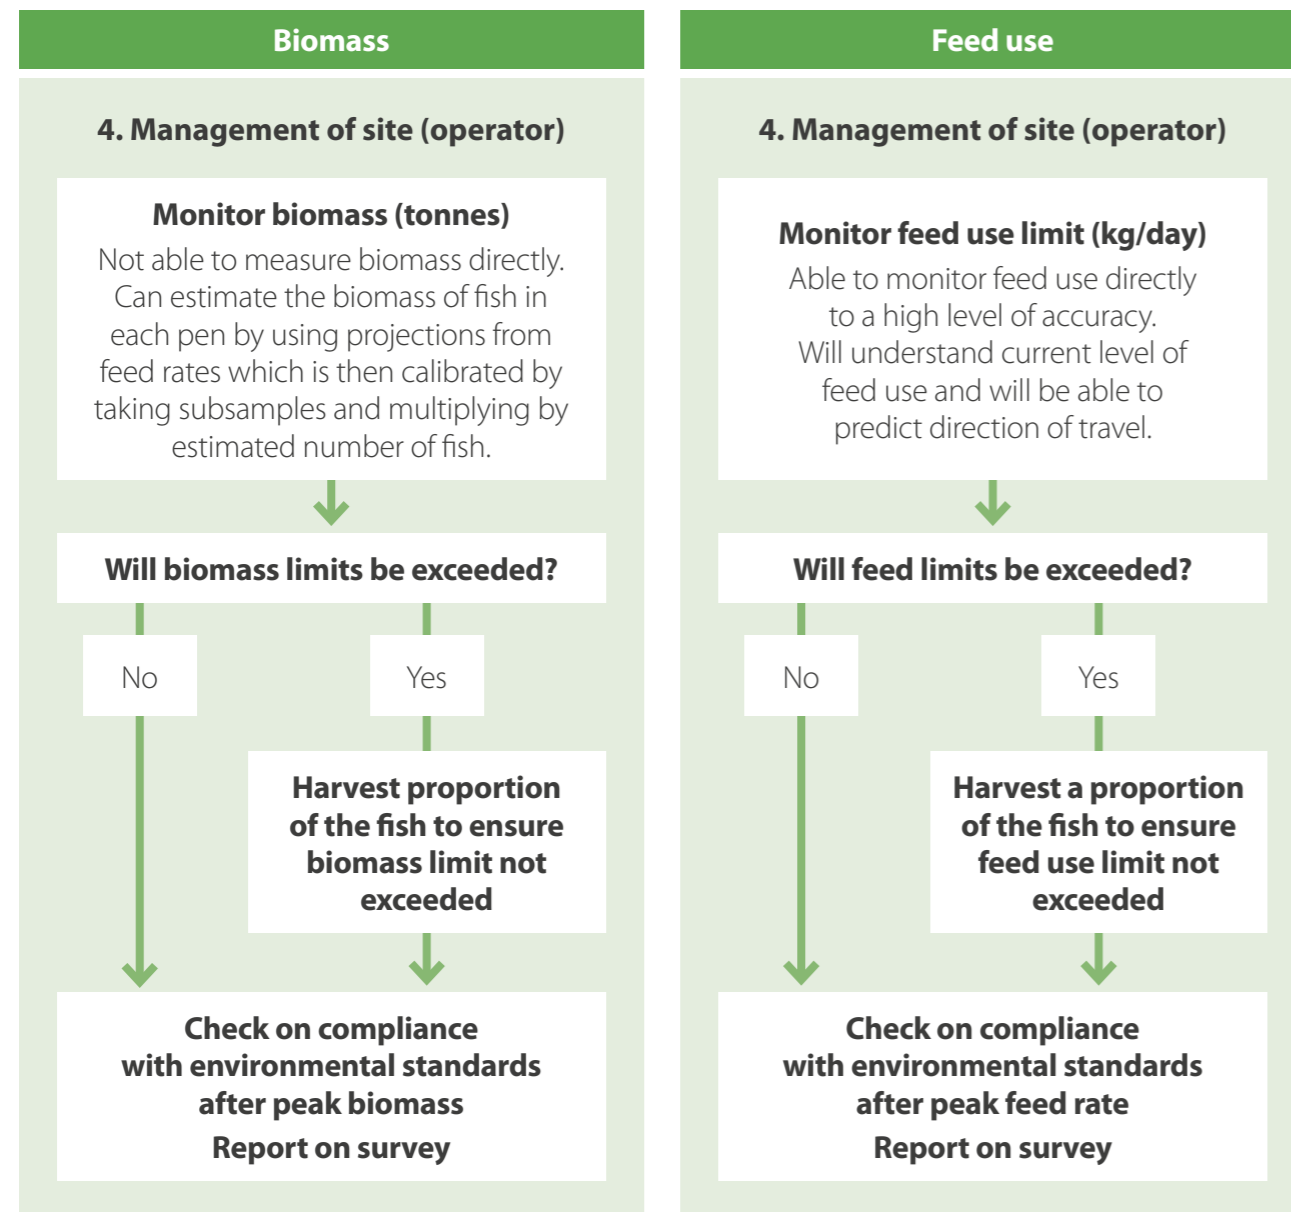 Biomass
4. Management of site (operator)
Monitor biomass (tonnes)
Not able to measure biomass directly.
Can estimate the biomass of fish in
each pen by using projections from
feed rates which is then calibrated by
taking subsamples and multiplying by
estimated number of fish.
Will biomass limits be exceeded?
No
Yes
Harvest proportion
of the fish to ensure
biomass limit not
exceeded
Check on compliance
with environmental standards
after peak biomass
Report on survey
Feed use
4. Management of site (operator)
Monitor feed use limit (kg/day)
Able to monitor feed use directly
to a high level of accuracy.
Will understand current level of
feed use and will be able to
predict direction of travel.
Will feed limits be exceeded?
No
Yes
Harvest a proportion
of the fish to ensure
feed use limit not
exceeded
Check on compliance
with environmental standards
after peak feed rate
Report on survey